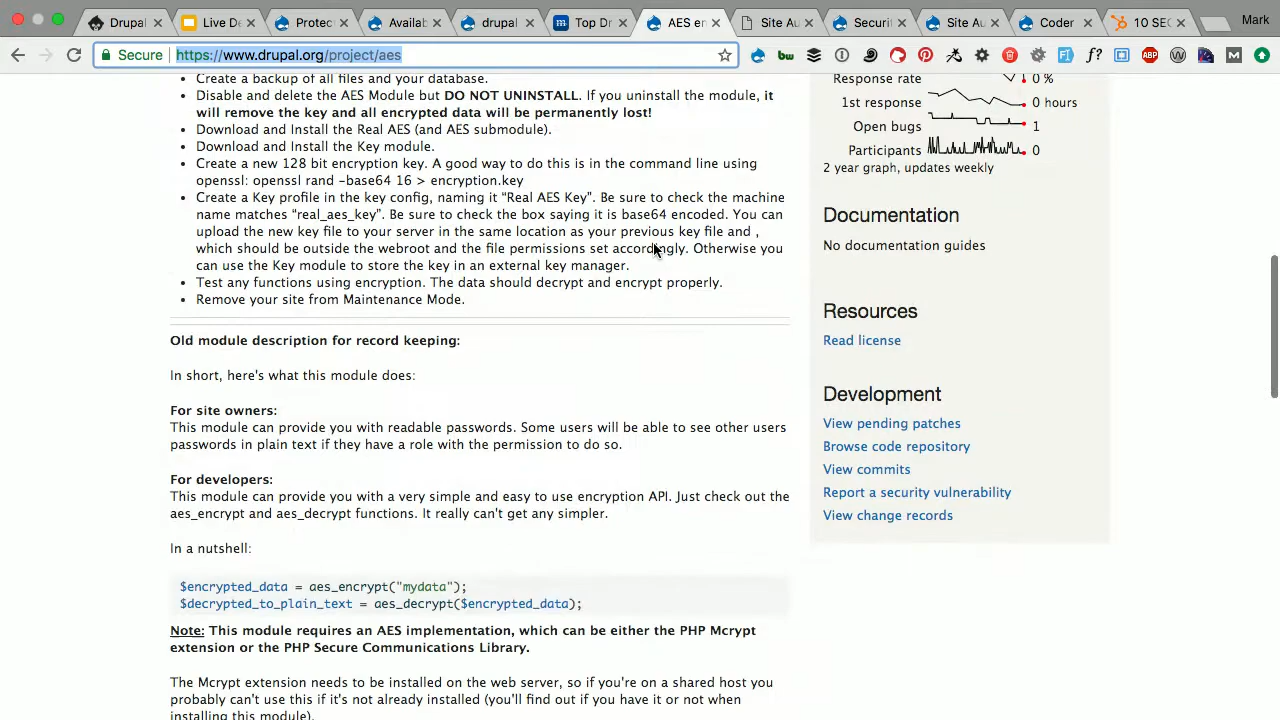 Drupal
Live De
Protec
Availab
drupal
Top Dr
AES en
Site Au
Securi
Site Au
Coder
10 SEC
Mark
Secure
https://www.drupal.org/project/aes
Create a backup of all files and your database.
Disable and delete the AES Module but DO NOT UNINSTALL. If you uninstall the module, it
will remove the key and all encrypted data will be permanently lost!
Download and Install the Real AES (and AES submodule).
Download and Install the Key module.
Create a new 128 bit encryption key. A good way to do this is in the command line using
openssl: openssl rand -base64 16 > encryption.key
Create a Key profile in the key config, naming it “Real AES Key”. Be sure to check the machine
name matches “real_aes_key”. Be sure to check the box saying it is base64 encoded. You can
upload the new key file to your server in the same location as your previous key file and ,
which should be outside the webroot and the file permissions set accordingly. Otherwise you
can use the Key module to store the key in an external key manager.
Test any functions using encryption. The data should decrypt and encrypt properly.
Remove your site from Maintenance Mode.
Old module description for record keeping:
In short, here's what this module does:
For site owners:
This module can provide you with readable passwords. Some users will be able to see other users
passwords in plain text if they have a role with the permission to do so.
For developers:
This module can provide you with a very simple and easy to use encryption API. Just check out the
aes_encrypt and aes_decrypt functions. It really can't get any simpler.
In a nutshell:
$encrypted_data = aes_encrypt("mydata");
$decrypted_to_plain_text = aes_decrypt($encrypted_data);
Note: This module requires an AES implementation, which can be either the PHP Mcrypt
extension or the PHP Secure Communications Library.
The Mcrypt extension needs to be installed on the web server, so if you're on a shared host you
probably can't use this if it's not already installed (you'll find out if you have it or not when
installing this module).
Response rate 0 %
1st response 0 hours
Open bugs 1
Participants 0
2 year graph, updates weekly
Documentation
No documentation guides
Resources
Read license
Development
View pending patches
Browse code repository
View commits
Report a security vulnerability
View change records